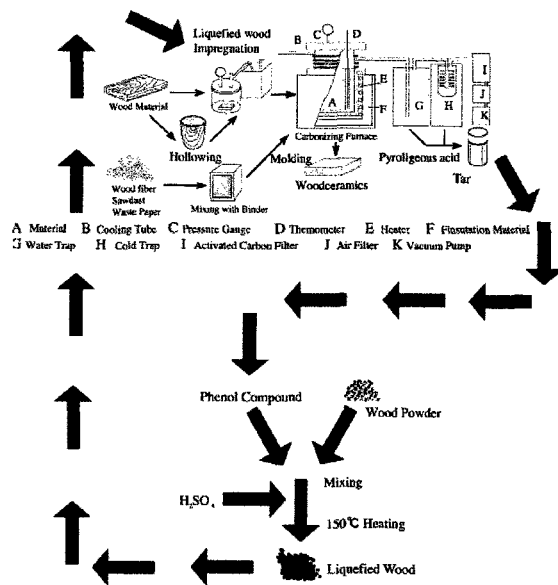 Liquefied wood
Impregnation
B
C
D
Wood Material
Hollowing
A
E
F
Carbonizing Furnace
G
H
I
J
K
Wood fiber
Sawdust
Waste Paper
Mixing with Binder
Molding
Woodceramics
Pyroligeous acid
Tar
A Material B Cooling Tube C Pressure Gauge D Thermometer E Heater F Finsutation Material
G Water Trap H Cold Trap I Activated Carbon Filter J Air Filter K Vacuum Pump
Phenol Compound
Wood Powder
Mixing
H₂SO₄
150℃ Heating
Liquefied Wood